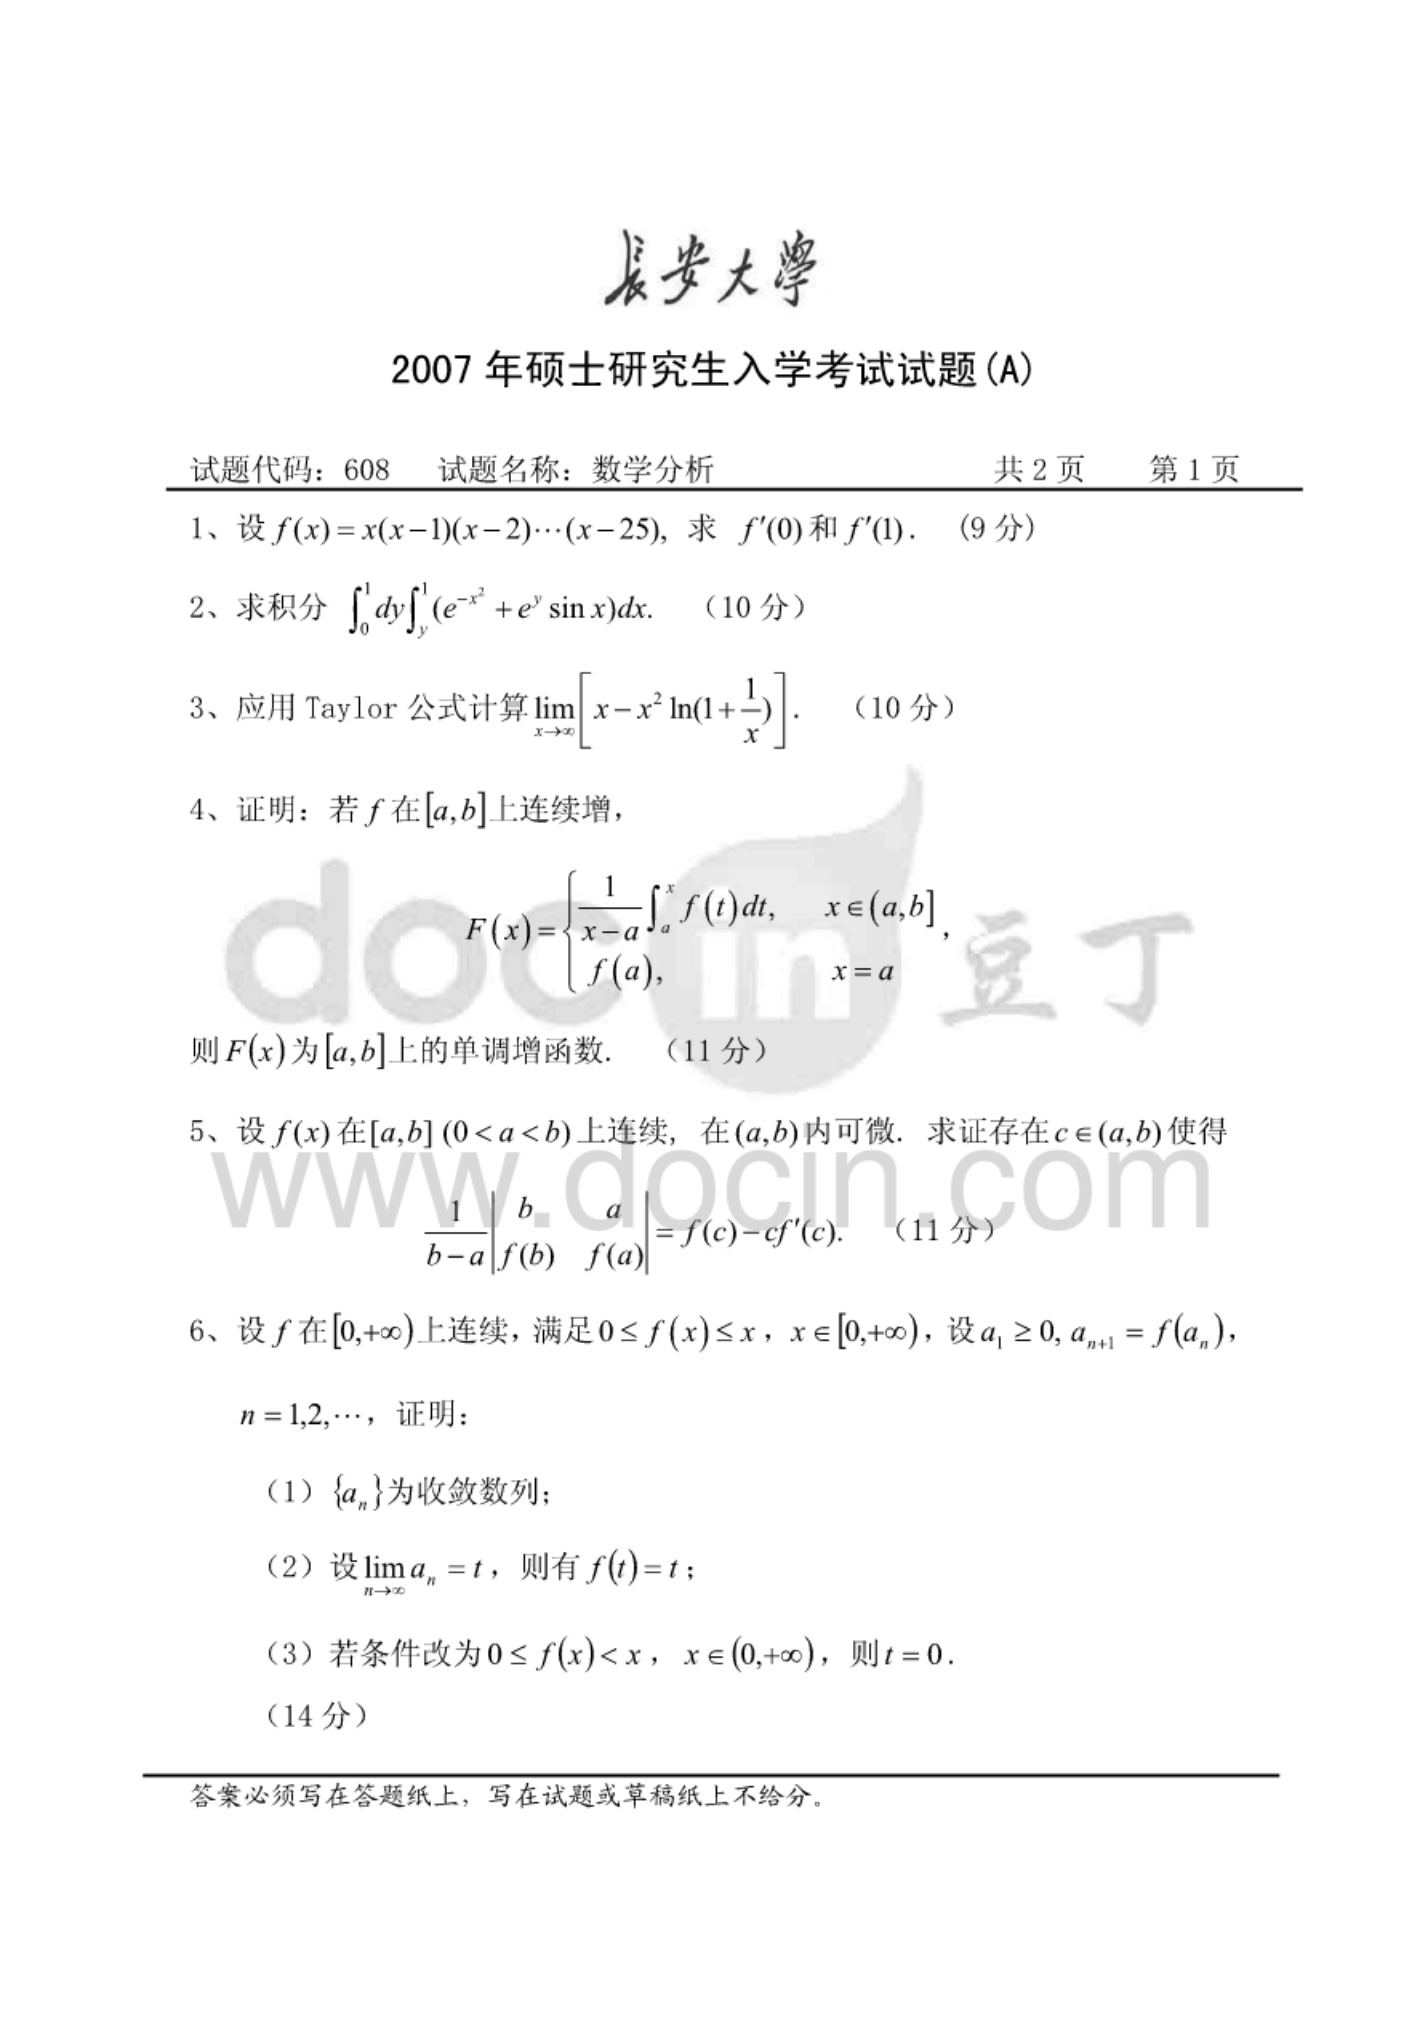 長安大學
2007 年硕士研究生入学考试试题(A)
试题代码：608 试题名称：数学分析 共 2 页 第 1 页
1、设 f(x) = x(x−1)(x−2)⋯(x−25), 求 f′(0) 和 f′(1). (9 分)
2、求积分 ∫₀¹ dy ∫_y^1 (e^{−x²} + e^y sin x)dx. （10 分）
3、应用 Taylor 公式计算 lim_{x→∞} [x − x² ln(1 + 1/x)]. （10 分）
4、证明：若 f 在 [a,b] 上连续增，
F(x) = { 1/(x−a) ∫_a^x f(t)dt, x∈(a,b]
f(a), x = a ，
则 F(x) 为 [a,b] 上的单调增函数. （11 分）
5、设 f(x) 在 [a,b] (0 < a < b) 上连续, 在 (a,b) 内可微. 求证存在 c∈(a,b) 使得
1/(b−a) | b a |
| f(b) f(a) | = f(c) − cf′(c). （11 分）
6、设 f 在 [0,+∞) 上连续，满足 0 ≤ f(x) ≤ x，x∈[0,+∞)，设 a₁ ≥ 0, a_{n+1} = f(a_n)，
n = 1,2,⋯，证明：
（1）{a_n} 为收敛数列；
（2）设 lim_{n→∞} a_n = t，则有 f(t) = t；
（3）若条件改为 0 ≤ f(x) < x，x∈(0,+∞)，则 t = 0.
（14 分）
答案必须写在答题纸上，写在试题或草稿纸上不给分。
docin 豆丁
www.docin.com